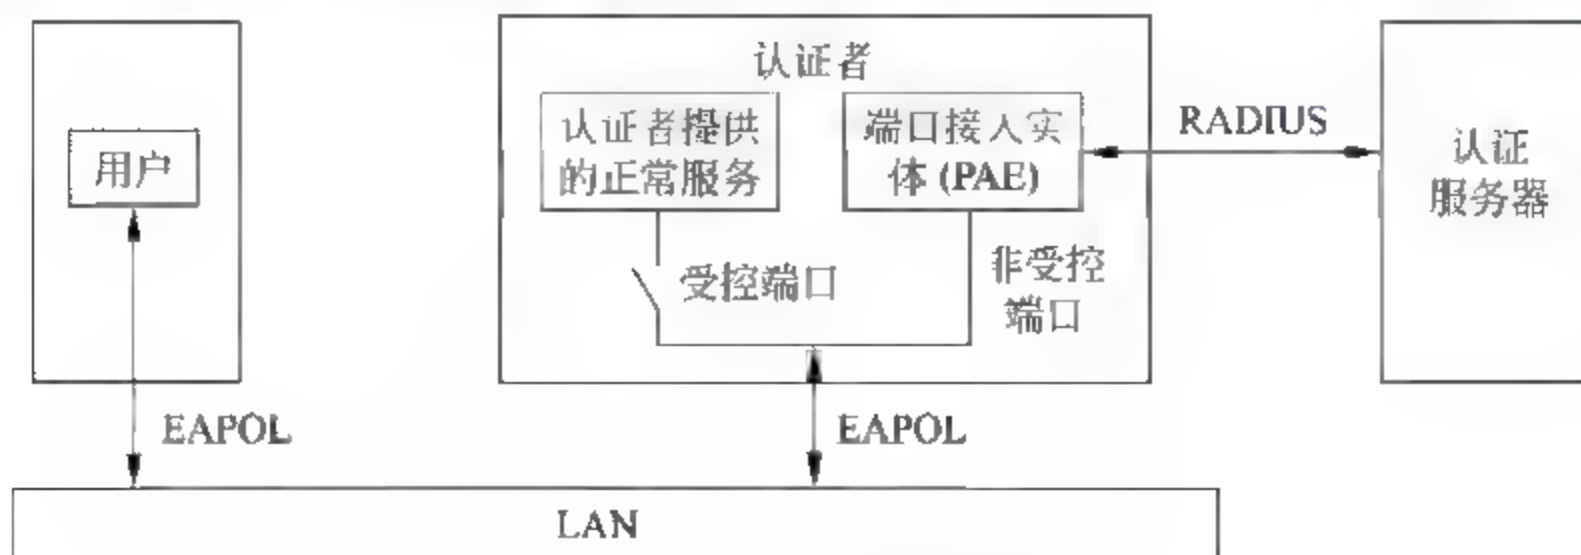 认证者
认证者提供
的正常服务
端口接入实
体 (PAE)
RADIUS
认证
服务器
用户
受控端口
非受控
端口
EAPOL
EAPOL
LAN